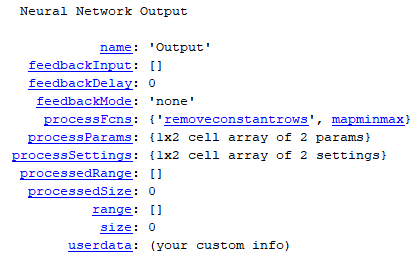 Neural Network Output
name: 'Output'
feedbackInput: []
feedbackDelay: 0
feedbackMode: 'none'
processFcns: {'removeconstantrows', mapminmax}
processParams: {1x2 cell array of 2 params}
processSettings: {1x2 cell array of 2 settings}
processedRange: []
processedSize: 0
range: []
size: 0
userdata: (your custom info)